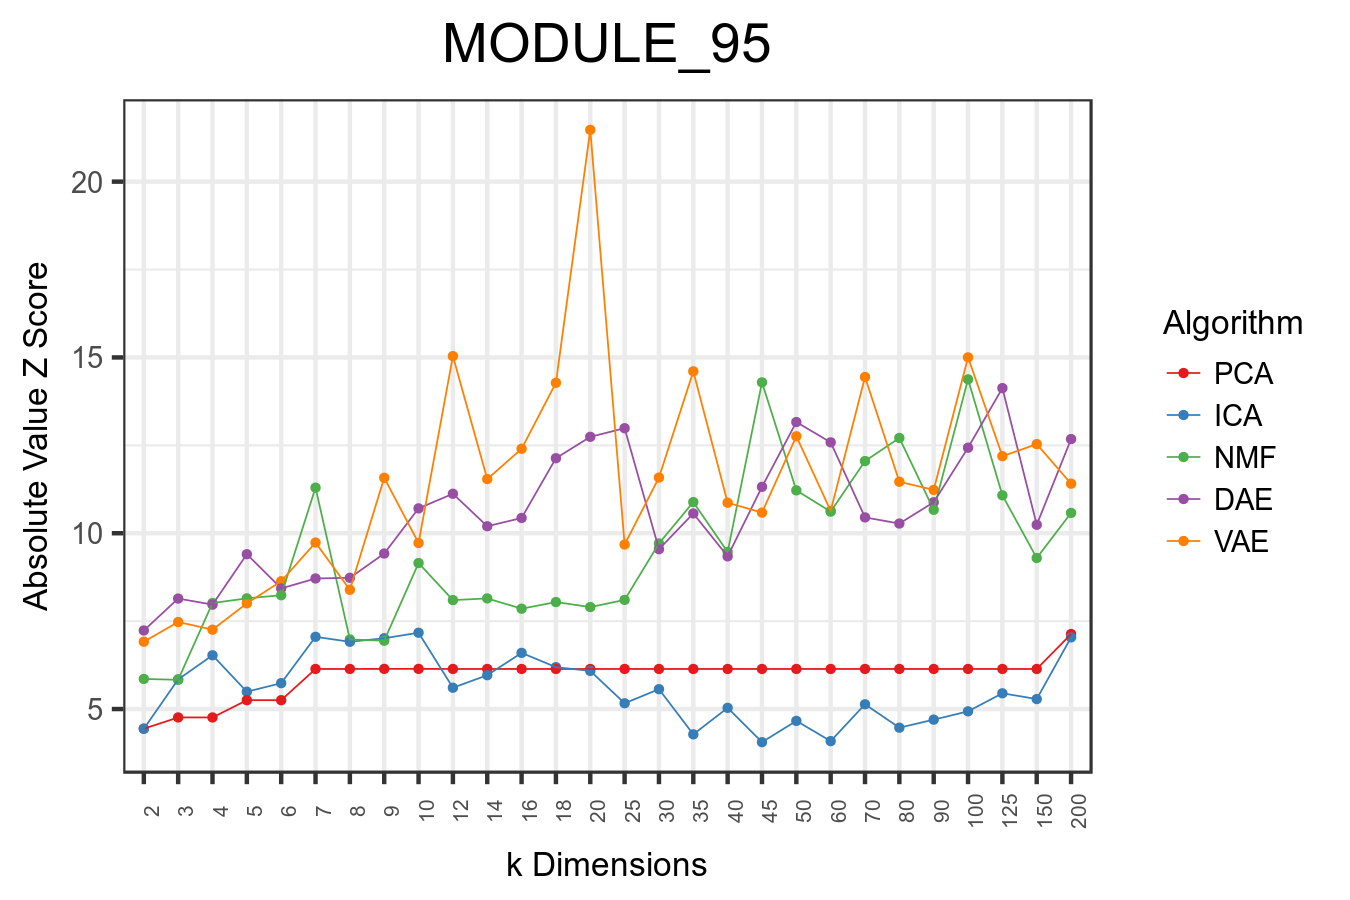 MODULE_95
Absolute Value Z Score
20
15
10
5
2 3 4 5 6 7 8 9 10 12 14 16 18 20 25 30 35 40 45 50 60 70 80 90 100 125 150 200
k Dimensions
Algorithm
PCA
ICA
NMF
DAE
VAE